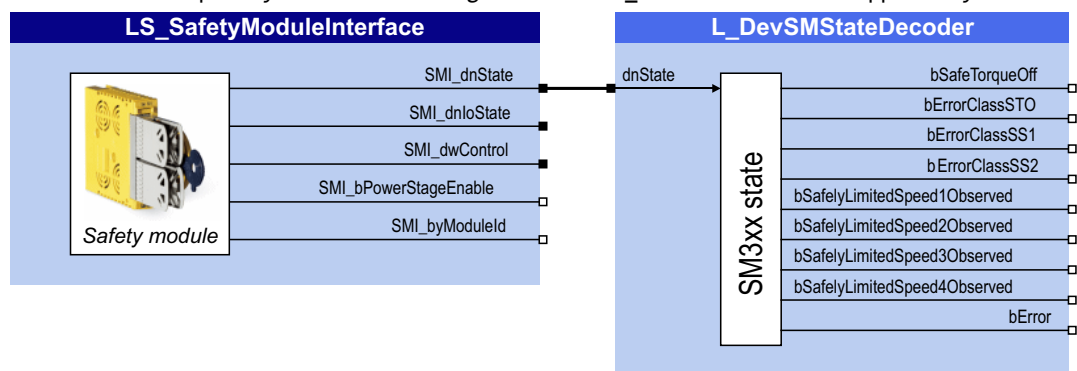 LS_SafetyModuleInterface
SMI_dnState
SMI_dnIoState
SMI_dwControl
SMI_bPowerStageEnable
SMI_byModuleId
Safety module
L_DevSMStateDecoder
dnState
SM3xx state
bSafeTorqueOff
bErrorClassSTO
bErrorClassSS1
bErrorClassSS2
bSafelyLimitedSpeed1Observed
bSafelyLimitedSpeed2Observed
bSafelyLimitedSpeed3Observed
bSafelyLimitedSpeed4Observed
bError